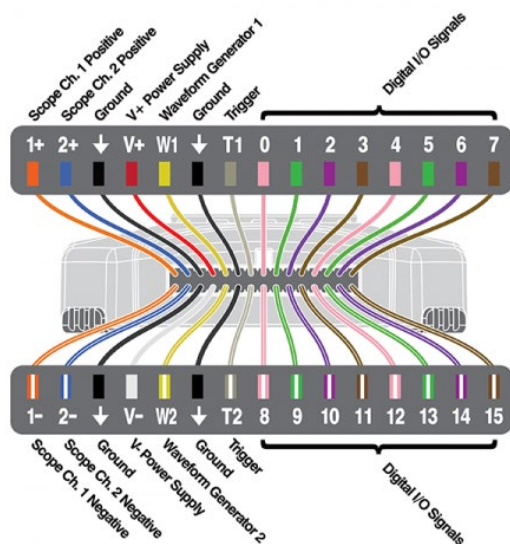 Scope Ch. 1 Positive
Scope Ch. 2 Positive
Ground
V+ Power Supply
Waveform Generator 1
Ground
Trigger
Digital I/O Signals
1+ 2+ ↓ V+ W1 ↓ T1 0 1 2 3 4 5 6 7
1- 2- ↓ V- W2 ↓ T2 8 9 10 11 12 13 14 15
Scope Ch. 1 Negative
Scope Ch. 2 Negative
Ground
V- Power Supply
Waveform Generator 2
Ground
Trigger
Digital I/O Signals